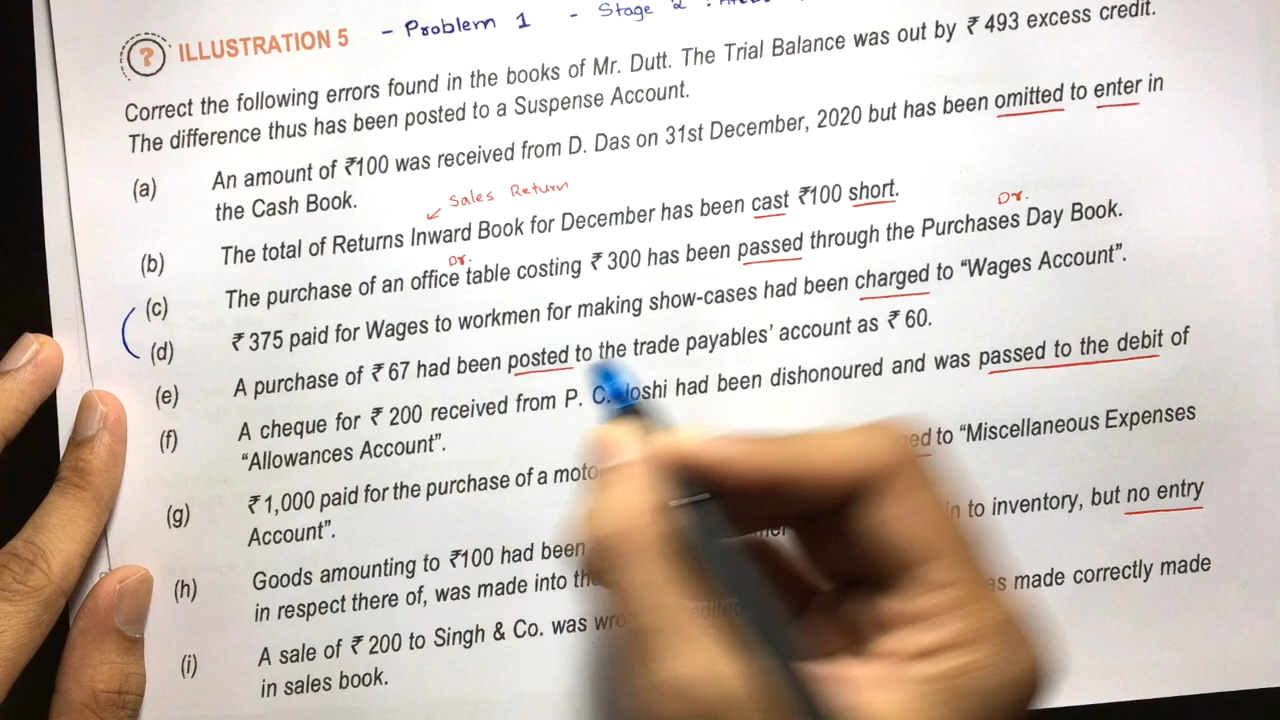 ? ILLUSTRATION 5 - Problem 1 - Stage 2 :
Correct the following errors found in the books of Mr. Dutt. The Trial Balance was out by ₹ 493 excess credit.
The difference thus has been posted to a Suspense Account.
(a) An amount of ₹100 was received from D. Das on 31st December, 2020 but has been omitted to enter in
the Cash Book.
Sales Return
(b) The total of Returns Inward Book for December has been cast ₹100 short.
Dr. Dr.
(c) The purchase of an office table costing ₹ 300 has been passed through the Purchases Day Book.
(d) ₹ 375 paid for Wages to workmen for making show-cases had been charged to “Wages Account”.
(e) A purchase of ₹ 67 had been posted to the trade payables’ account as ₹ 60.
(f) A cheque for ₹ 200 received from P. C. Joshi had been dishonoured and was passed to the debit of
“Allowances Account”.
(g) ₹ 1,000 paid for the purchase of a to “Miscellaneous Expenses
Account”.
(h) Goods amounting to ₹100 had been to inventory, but no entry
in respect there of, was made into
(i) A sale of ₹ 200 to Singh & Co. was made correctly made
in sales book.